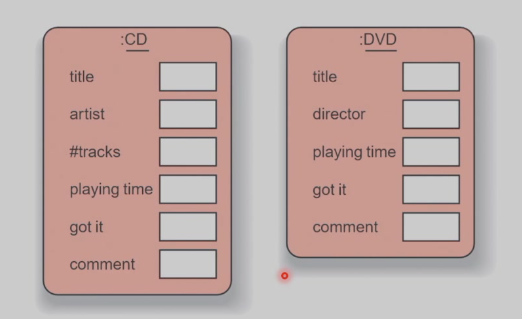 :CD
title
artist
#tracks
playing time
got it
comment
:DVD
title
director
playing time
got it
comment